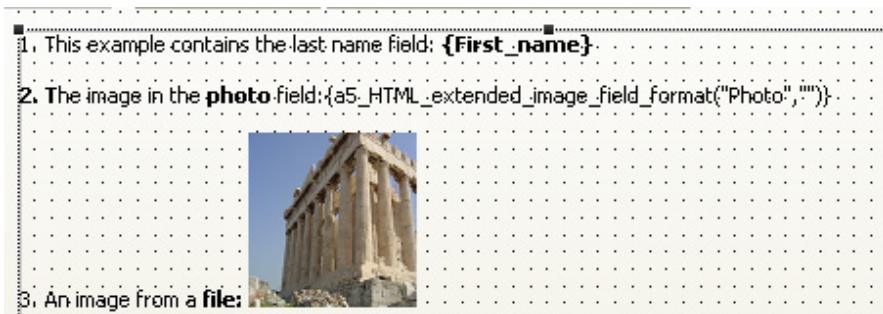 1. This example contains the last name field: {First_name}
2. The image in the photo field:{a5_HTML_extended_image_field_format("Photo","")}
3. An image from a file: